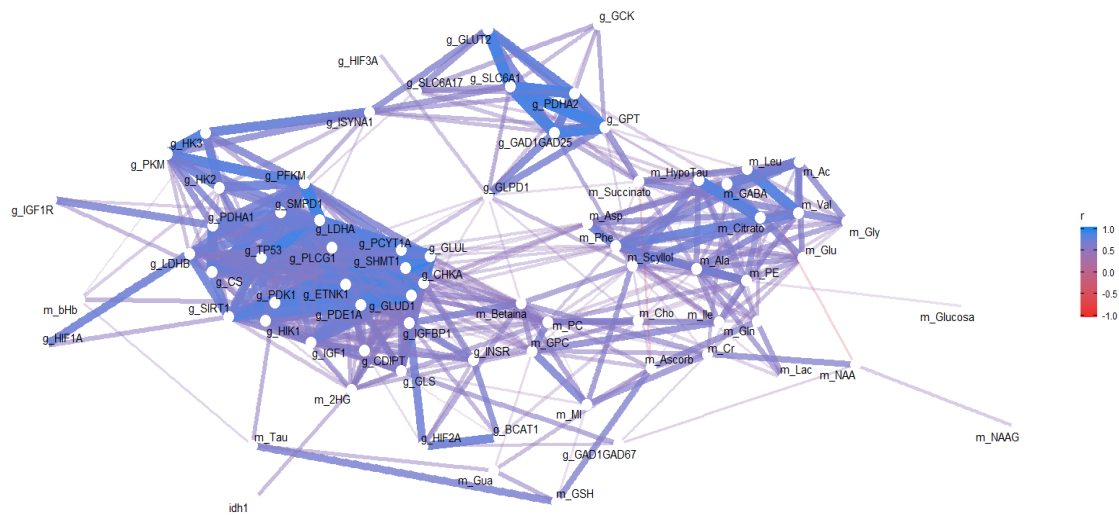 g_GCK
g_GLUT2
g_HIF3A
g_SLC6A1
g_SLC6A17
g_PDHA2
g_GPT
g_ISYNA1
g_GAD1GAD25
g_HK3
g_PKM
g_HK2
g_PFKM
g_GLPD1
m_HypoTau
m_Leu
m_Ac
m_Succinato
m_GABA
g_IGF1R
g_SMPD1
g_PDHA1
g_LDHA
m_Asp
m_Val
m_Citrato
m_Gly
m_Phe
g_PCYT1A
g_GLUL
g_TP53
g_PLCG1
g_SHMT1
g_LDHB
m_Scyllol
m_Ala
m_Glu
m_PE
g_CS
g_CHKA
g_PDK1
g_ETNK1
g_GLUD1
g_SIRT1
m_bHb
g_PDE1A
m_Betaina
m_Cho
m_Ile
m_Glucosa
g_HIF1A
g_HIK1
g_IGFBP1
m_PC
m_Gln
g_IGF1
g_CDIPT
g_INSR
m_GPC
m_Cr
m_Ascorb
m_Lac
m_NAA
g_GLS
m_2HG
m_MI
g_BCAT1
g_HIF2A
m_Tau
m_NAAG
g_GAD1GAD67
m_Gua
m_GSH
idh1
r
1.0
0.5
0.0
-0.5
-1.0